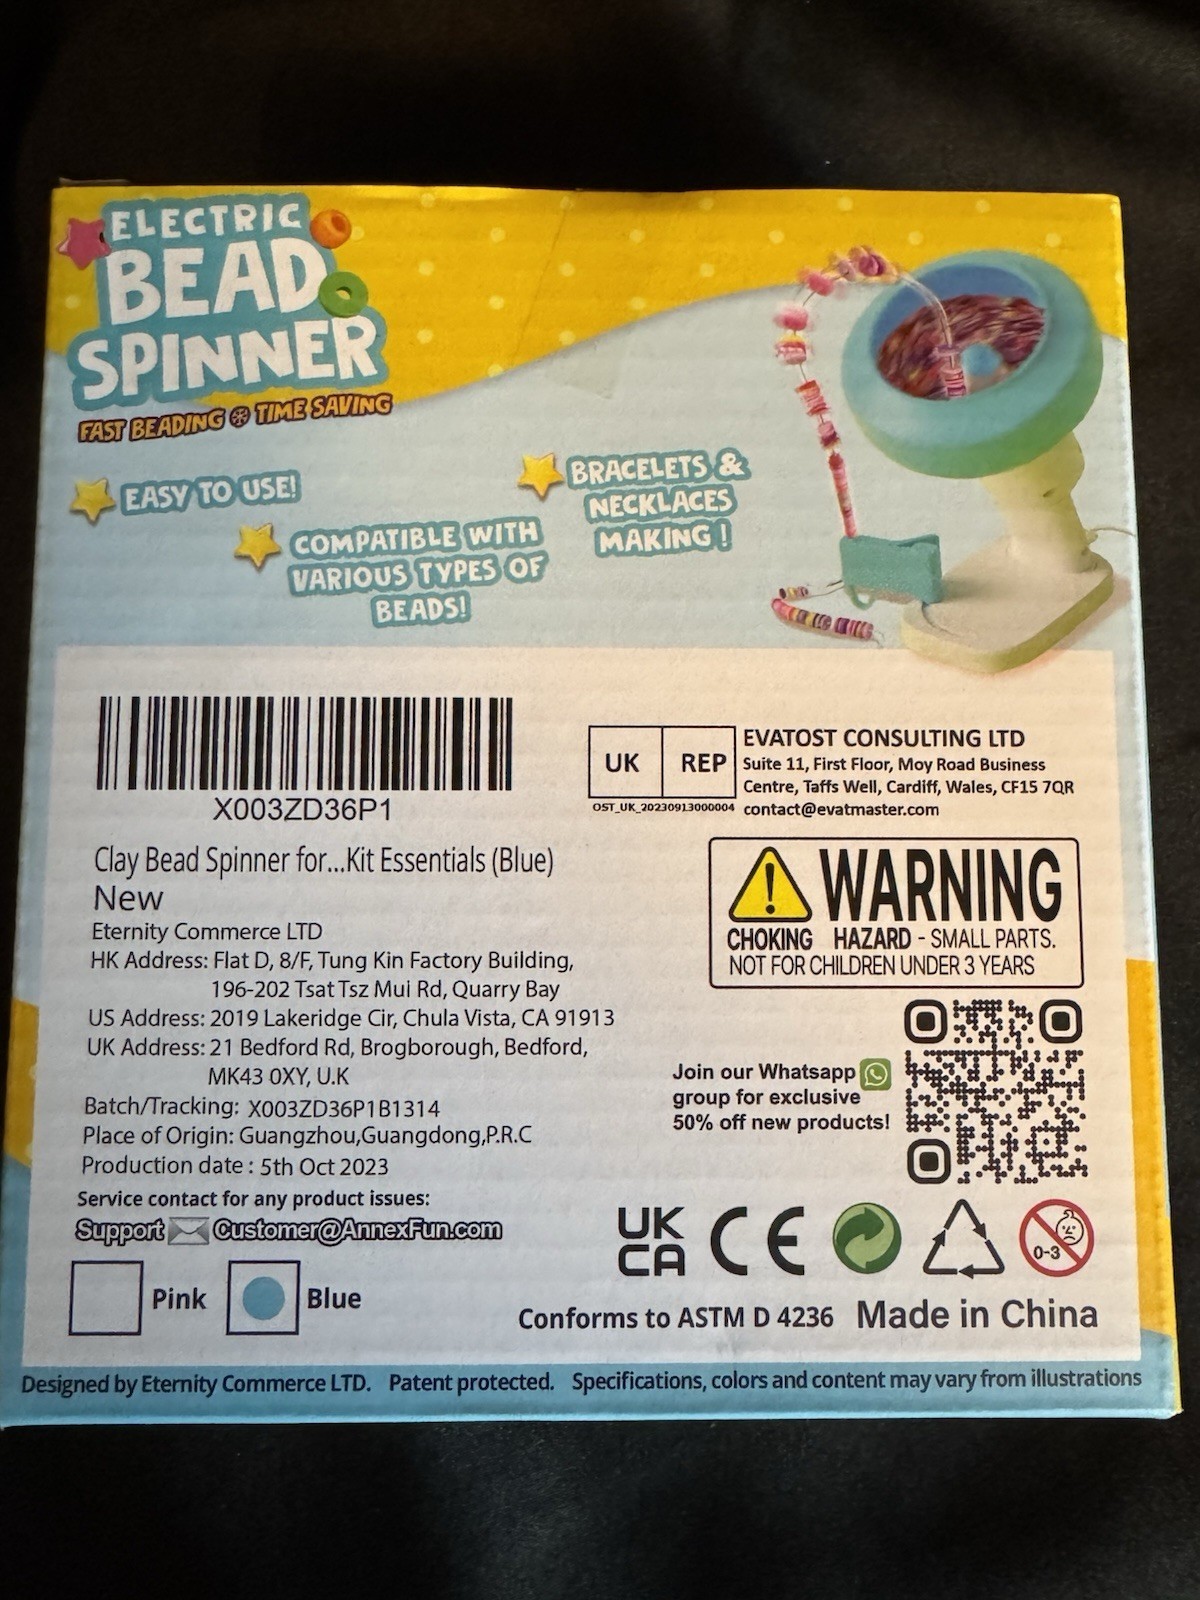 ELECTRIC
BEAD
SPINNER
FAST BEADING TIME SAVING
EASY TO USE!
COMPATIBLE WITH
VARIOUS TYPES OF
BEADS!
BRACELETS &
NECKLACES
MAKING !
X003ZD36P1
Clay Bead Spinner for...Kit Essentials (Blue)
New
Eternity Commerce LTD
HK Address: Flat D, 8/F, Tung Kin Factory Building,
196-202 Tsat Tsz Mui Rd, Quarry Bay
US Address: 2019 Lakeridge Cir, Chula Vista, CA 91913
UK Address: 21 Bedford Rd, Brogborough, Bedford,
MK43 0XY, U.K
Batch/Tracking: X003ZD36P1B1314
Place of Origin: Guangzhou,Guangdong,P.R.C
Production date : 5th Oct 2023
Service contact for any product issues:
Support Customer@AnnexFun.com
Pink Blue
UK REP
OST_UK_20230913000004
EVATOST CONSULTING LTD
Suite 11, First Floor, Moy Road Business
Centre, Taffs Well, Cardiff, Wales, CF15 7QR
contact@evatmaster.com
WARNING
CHOKING HAZARD - SMALL PARTS.
NOT FOR CHILDREN UNDER 3 YEARS
Join our Whatsapp
group for exclusive
50% off new products!
UK
CA
CE
0-3
Conforms to ASTM D 4236 Made in China
Designed by Eternity Commerce LTD. Patent protected. Specifications, colors and content may vary from illustrations